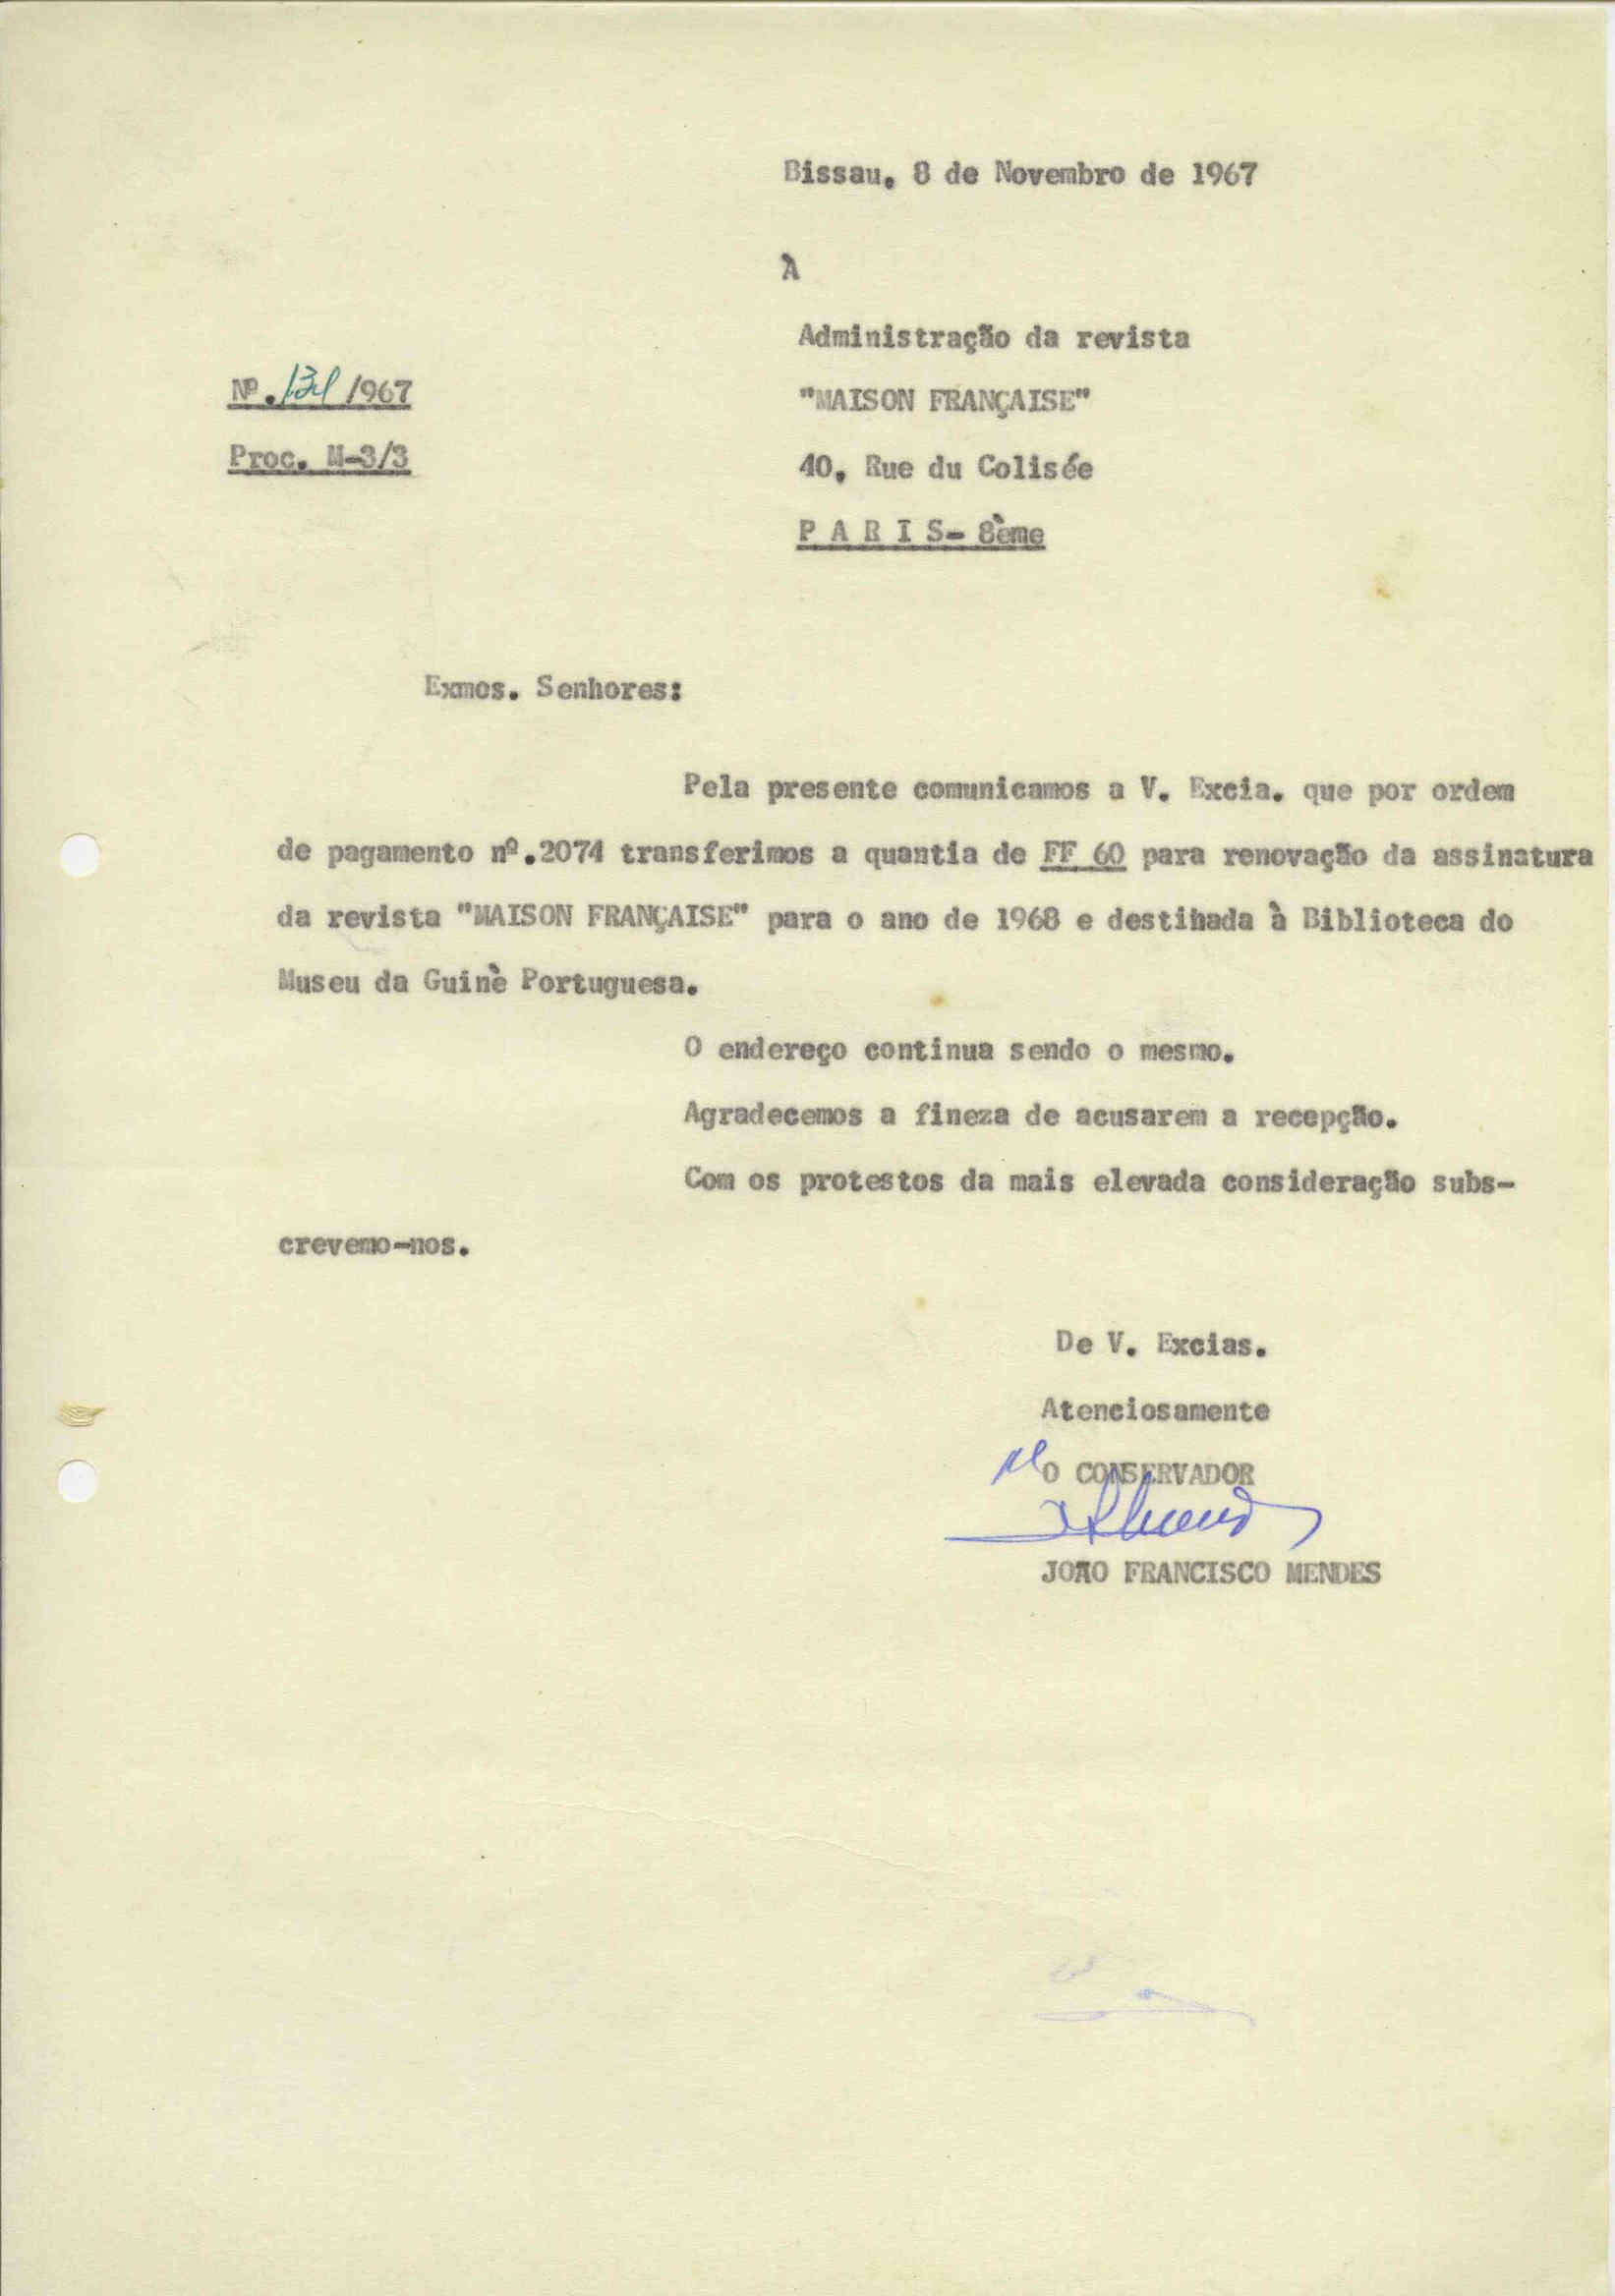 Bissau, 8 de Novembro de 1967
À
Administração da revista
Nº. 134/1967
"MAISON FRANÇAISE"
Proc. M-3/3
40, Rue du Colisée
P A R I S- 8ème
Exmos. Senhores:
Pela presente comunicamos a V. Excia. que por ordem
de pagamento nº.2074 transferimos a quantia de FF 60 para renovação da assinatura
da revista "MAISON FRANÇAISE" para o ano de 1968 e destihada à Biblioteca do
Museu da Guinè Portuguesa.
O endereço continua sendo o mesmo.
Agradecemos a fineza de acusarem a recepção.
Com os protestos da mais elevada consideração subs-
crevemo-nos.
De V. Excias.
Atenciosamente
O CONSERVADOR
JOÃO FRANCISCO MENDES